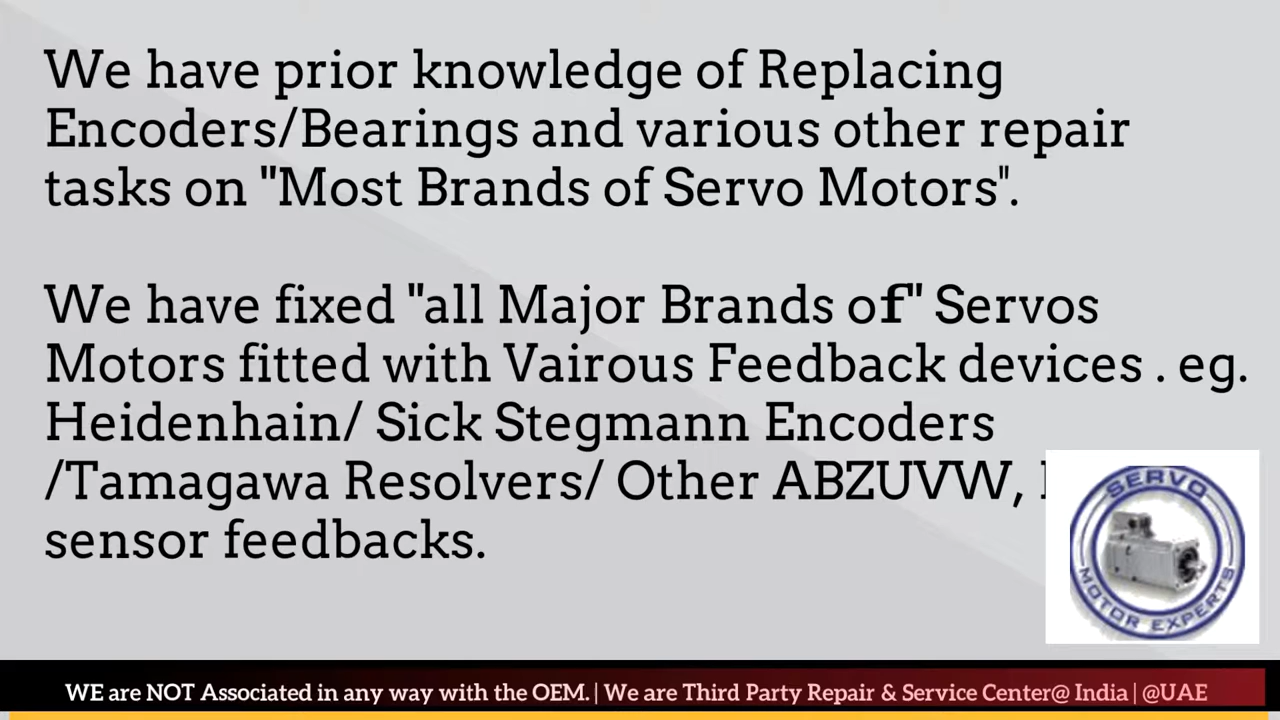 We have prior knowledge of Replacing
Encoders/Bearings and various other repair
tasks on "Most Brands of Servo Motors".
We have fixed "all Major Brands of" Servos
Motors fitted with Vairous Feedback devices . eg.
Heidenhain/ Sick Stegmann Encoders
/Tamagawa Resolvers/ Other ABZUVW,
sensor feedbacks.
SERVO
MOTOR EXPERTS
WE are NOT Associated in any way with the OEM. | We are Third Party Repair & Service Center@ India | @UAE